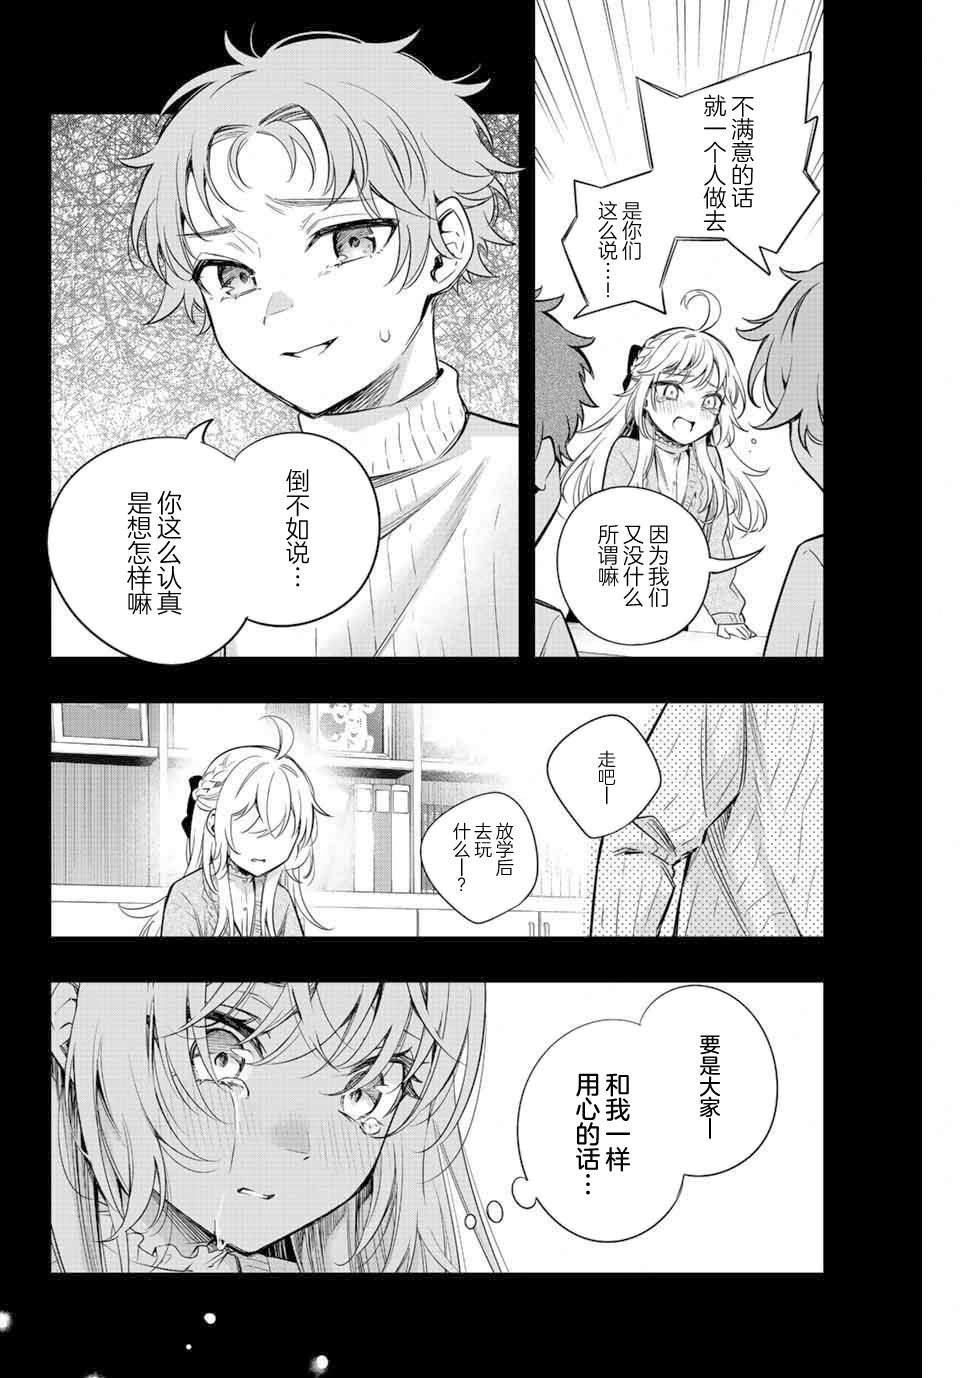 不满意的话
就一个人做去
是你们
这么说…!
因为我们
又没什么
所谓嘛
倒不如说…
你这么认真
是想怎样嘛
走吧—
放学后
去玩
什么—?
要是大家—
和我一样
用心的话…